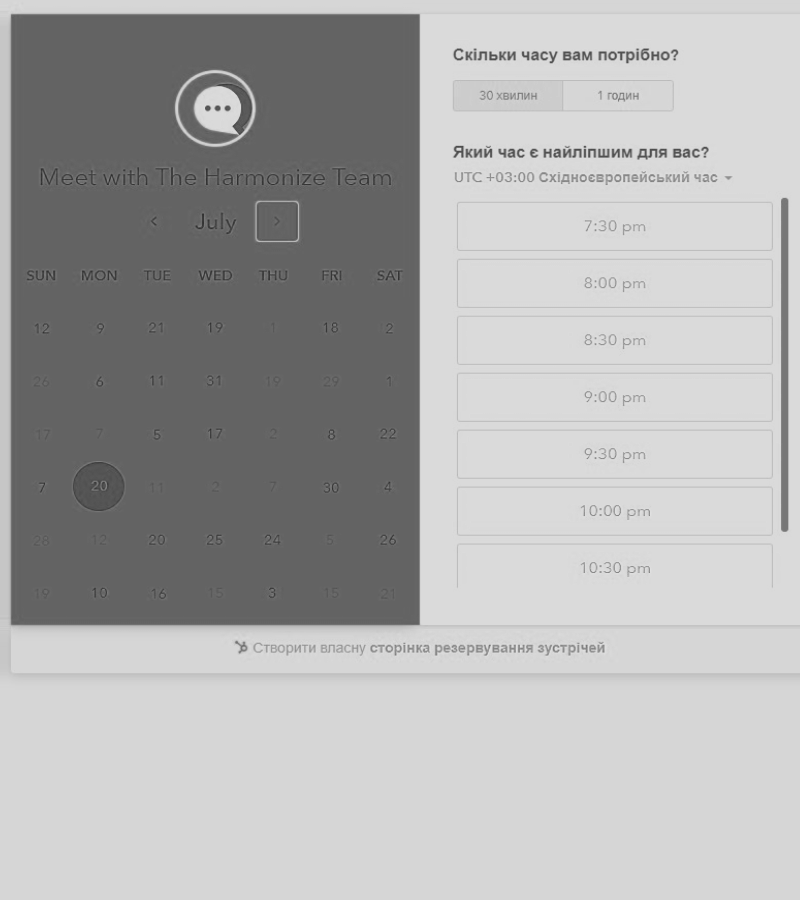 Meet with The Harmonize Team
July
SUN MON TUE WED THU FRI SAT
12 9 21 19 1 18 2
26 6 11 31 19 29 1
17 7 5 17 2 8 22
7 20 11 2 7 30 4
28 12 20 25 24 5 26
19 10 16 15 3 15 21
Скільки часу вам потрібно?
30 хвилин 1 годин
Який час є найліпшим для вас?
UTC +03:00 Східноєвропейський час
7:30 pm
8:00 pm
8:30 pm
9:00 pm
9:30 pm
10:00 pm
10:30 pm
Створити власну сторінка резервування зустрічей